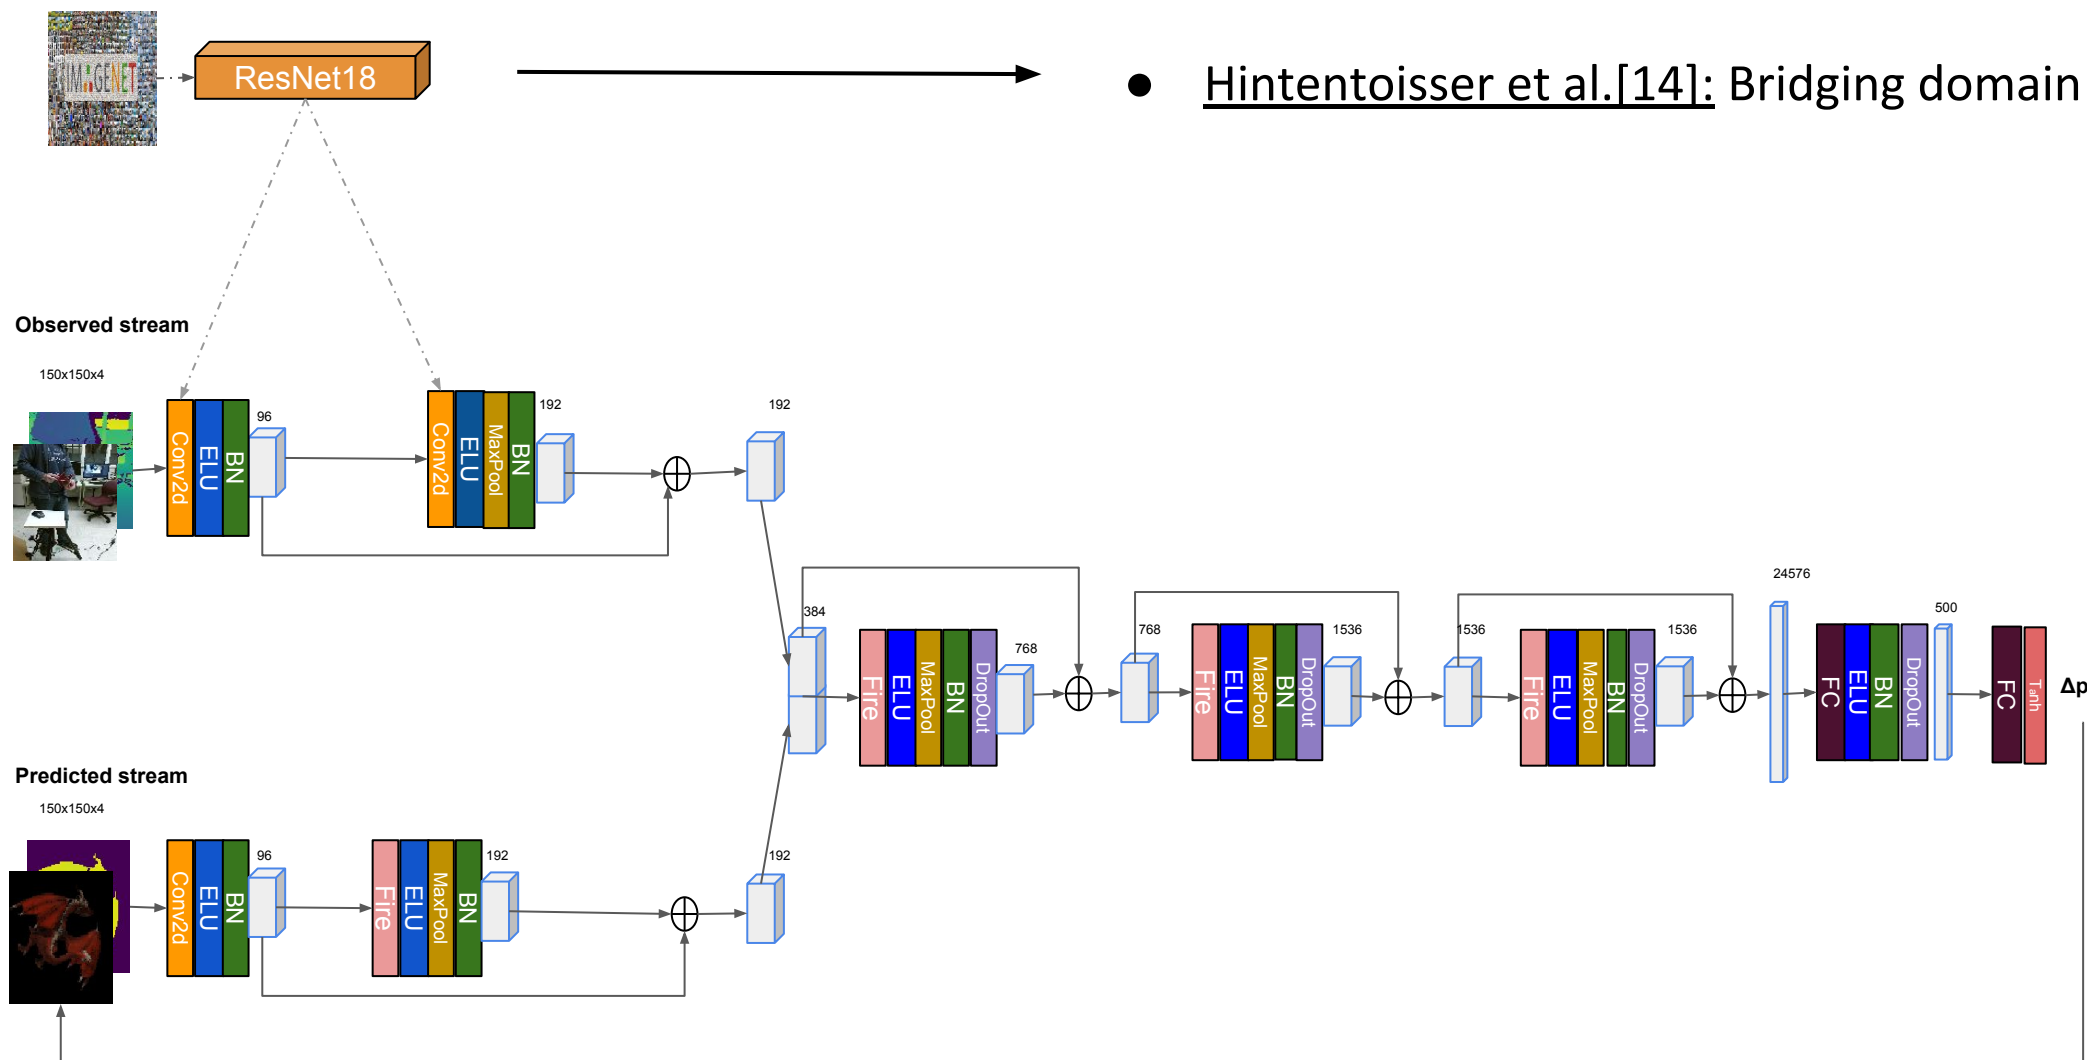 IMAGENET
ResNet18
● Hintentoisser et al.[14]: Bridging domain
Observed stream
150x150x4
Conv2d
ELU
BN
96
Conv2d
ELU
MaxPool
BN
192
192
384
Fire
ELU
MaxPool
BN
DropOut
768
768
Fire
ELU
MaxPool
BN
DropOut
1536
1536
Fire
ELU
MaxPool
BN
DropOut
1536
24576
FC
ELU
BN
DropOut
500
FC
Tanh
Δp
Predicted stream
150x150x4
Conv2d
ELU
BN
96
Fire
ELU
MaxPool
BN
192
192